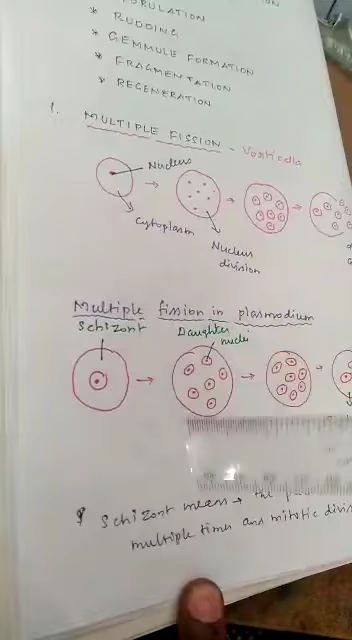 * BUDDING
* GEMMULE FORMATION
* FRAGMENTATION
* REGENERATION
1. MULTIPLE FISSION - Vorticella
Nucleus
Cytoplasm
Nucleus
division
Multiple fission in plasmodium
Schizont
Daughter
nuclei
Schizont means → the
multiple times and mitotic